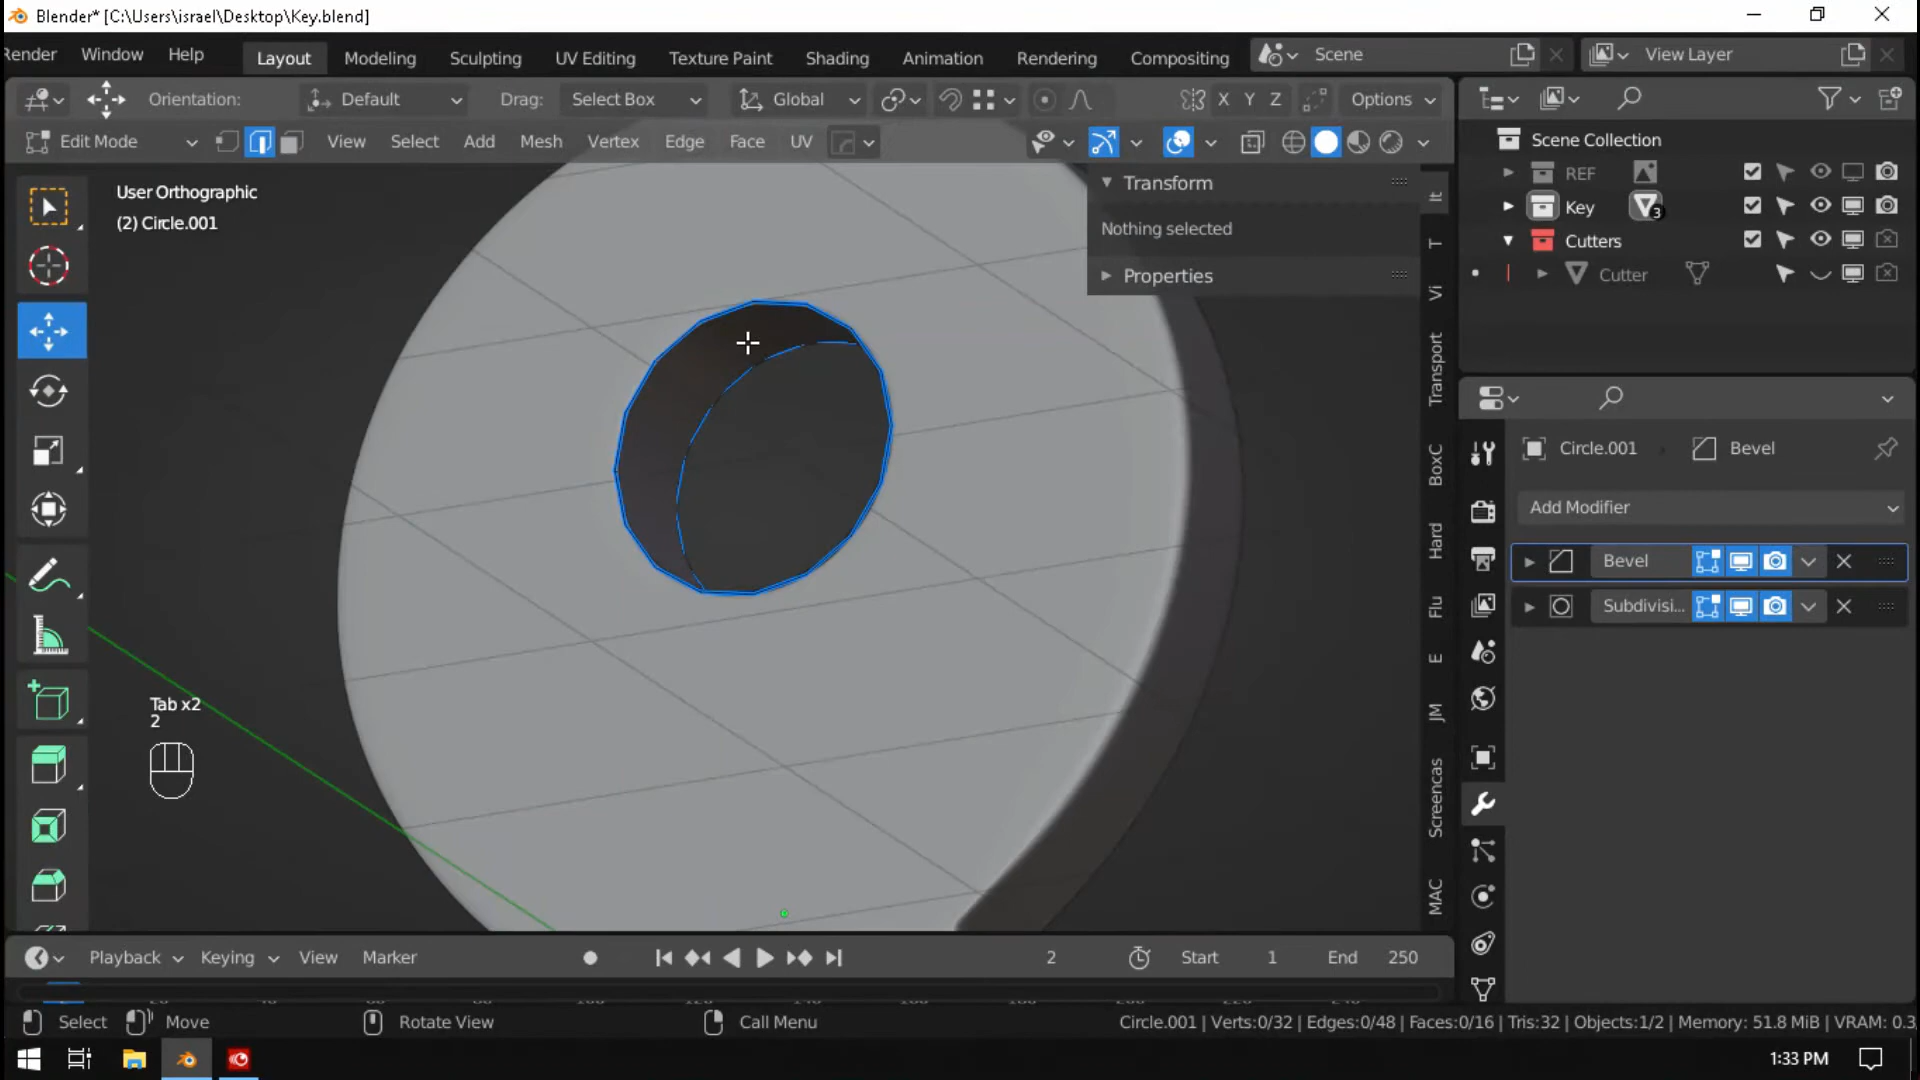 Blender* [C:\Users\israel\Desktop\Key.blend]
Render Window Help Layout Modeling Sculpting UV Editing Texture Paint Shading Animation Rendering Compositing Scene View Layer
Orientation: Default Drag: Select Box Global X Y Z Options
Edit Mode View Select Add Mesh Vertex Edge Face UV
User Orthographic
(2) Circle.001
Transform
Nothing selected
Properties
It
T
Vi
Transport
BoxC
Hard
Flu
E
JM
Screencas
MAC
Scene Collection
REF
Key 3
Cutters
Cutter
Circle.001 Bevel
Add Modifier
Bevel
Subdivisi...
Tab x2
2
Playback Keying View Marker 2 Start 1 End 250
Select Move Rotate View Call Menu Circle.001 | Verts:0/32 | Edges:0/48 | Faces:0/16 | Tris:32 | Objects:1/2 | Memory: 51.8 MiB | VRAM: 0.3
1:33 PM